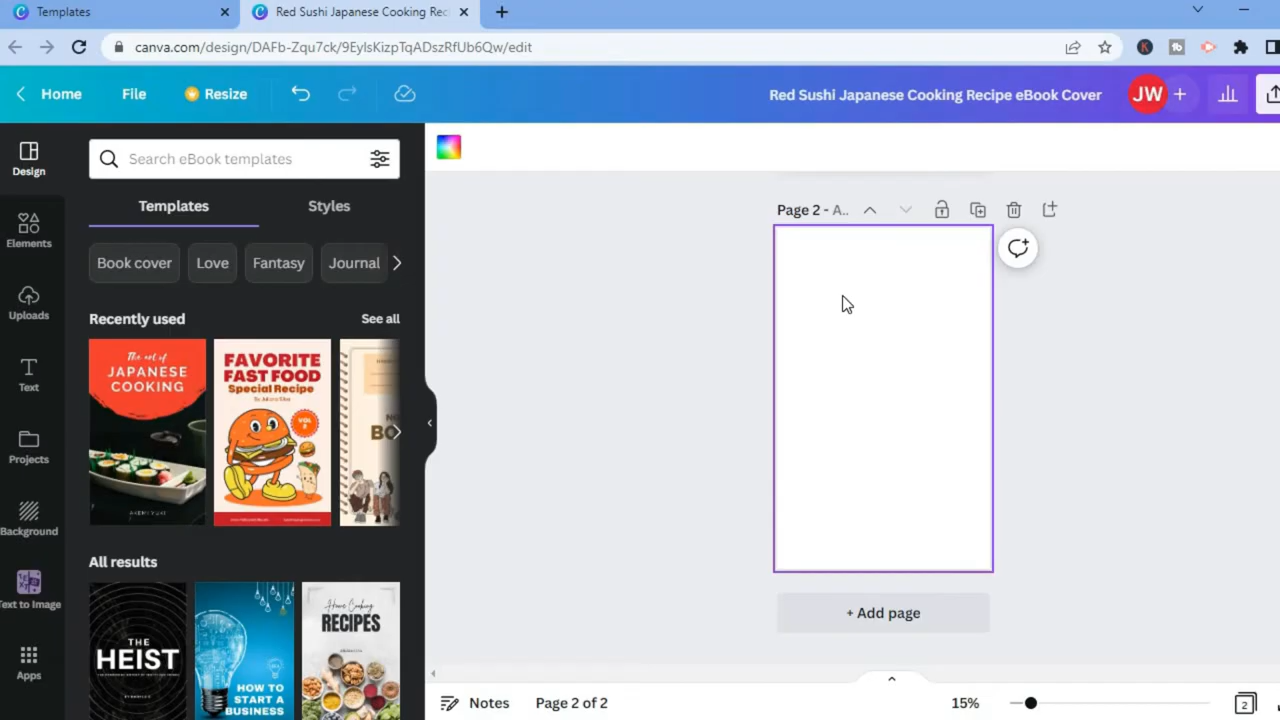 Templates
Red Sushi Japanese Cooking Rec
canva.com/design/DAFb-Zqu7ck/9EylsKizpTqADszRfUb6Qw/edit
K
tb
Home
File
Resize
Red Sushi Japanese Cooking Recipe eBook Cover
JW
Design
Search eBook templates
Templates
Styles
Page 2 - A..
Elements
Book cover
Love
Fantasy
Journal
Uploads
Recently used
See all
The art of
JAPANESE
COOKING
FAVORITE
FAST FOOD
Special Recipe
VOL
Text
Projects
Background
All results
Text to Image
THE
HEIST
HOW TO
START A
BUSINESS
Home Cooking
RECIPES
+ Add page
Apps
Notes
Page 2 of 2
15%
2